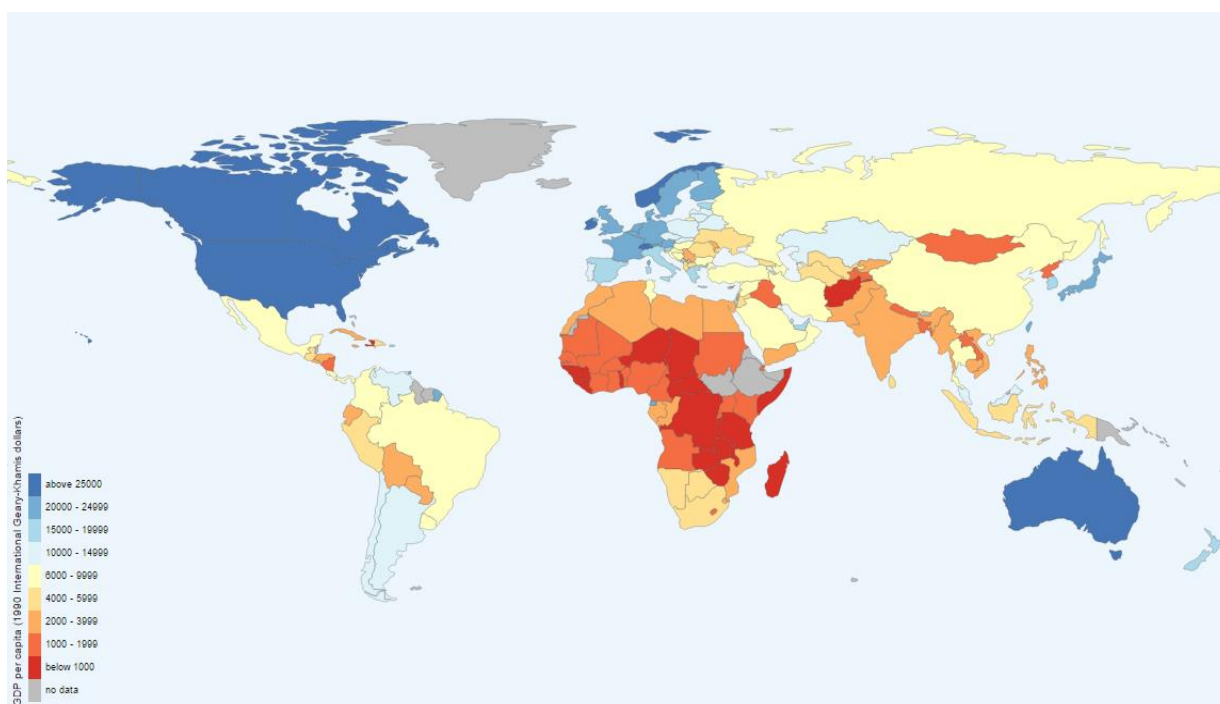 GDP per capita (1990 International Geary-Khamis dollars)
above 25000
20000 - 24999
15000 - 19999
10000 - 14999
6000 - 9999
4000 - 5999
2000 - 3999
1000 - 1999
below 1000
no data